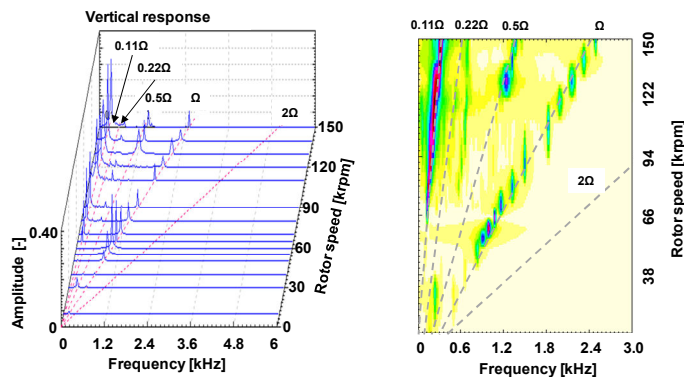 Vertical response
0.11Ω
0.22Ω
0.5Ω
Ω
2Ω
150
120
90
60
30
0
Rotor speed [krpm]
0.40
0
Amplitude [-]
0 1.2 2.4 3.6 4.8 6
Frequency [kHz]
0.11Ω 0.22Ω 0.5Ω Ω
2Ω
150
122
94
66
38
Rotor speed [krpm]
0 0.6 1.2 1.8 2.4 3.0
Frequency [kHz]